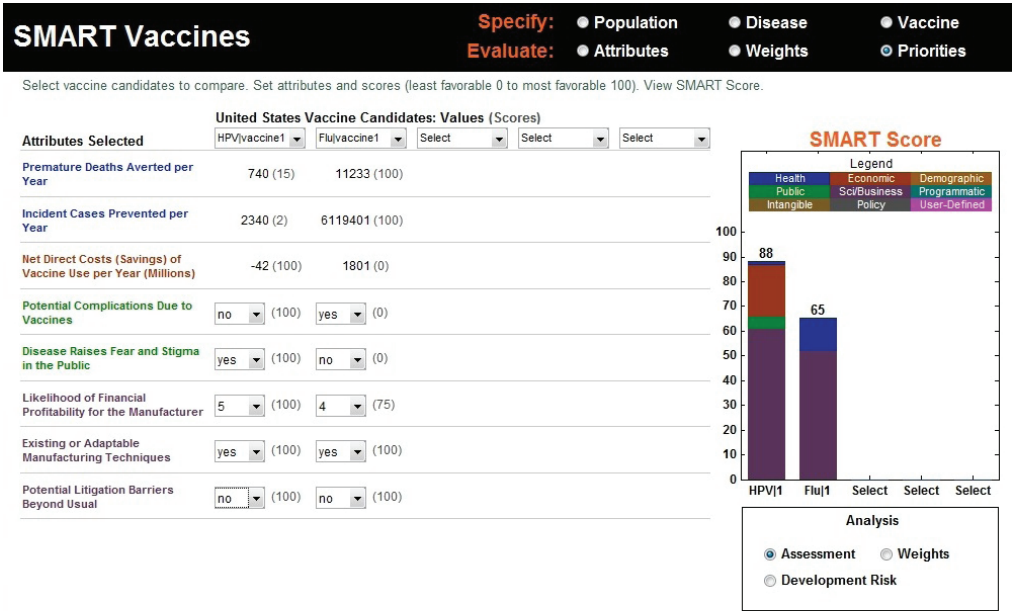 SMART Vaccines
Specify: Population Disease Vaccine
Evaluate: Attributes Weights Priorities
Select vaccine candidates to compare. Set attributes and scores (least favorable 0 to most favorable 100). View SMART Score.
United States Vaccine Candidates: Values (Scores)
Attributes Selected HPV|vaccine1 Flu|vaccine1 Select Select Select
Premature Deaths Averted per
Year
740 (15) 11233 (100)
Incident Cases Prevented per
Year
2340 (2) 6119401 (100)
Net Direct Costs (Savings) of
Vaccine Use per Year (Millions)
-42 (100) 1801 (0)
Potential Complications Due to
Vaccines
no (100) yes (0)
Disease Raises Fear and Stigma
in the Public
yes (100) no (0)
Likelihood of Financial
Profitability for the Manufacturer
5 (100) 4 (75)
Existing or Adaptable
Manufacturing Techniques
yes (100) yes (100)
Potential Litigation Barriers
Beyond Usual
no (100) no (100)
SMART Score
Legend
Health Economic Demographic
Public Sci/Business Programmatic
Intangible Policy User-Defined
100
90
80
70
60
50
40
30
20
10
0
88
65
HPV|1 Flu|1 Select Select Select
Analysis
Assessment Weights
Development Risk